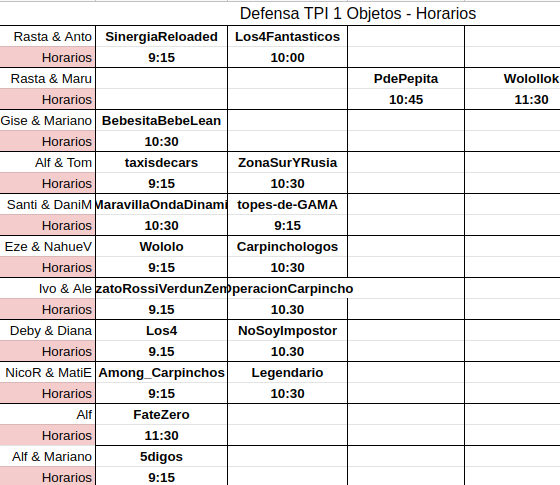 Defensa TPI 1 Objetos - Horarios
Rasta & Anto SinergiaReloaded Los4Fantasticos
Horarios 9:15 10:00
Rasta & Maru PdePepita Wolollok
Horarios 10:45 11:30
Gise & Mariano BebesitaBebeLean
Horarios 10:30
Alf & Tom taxisdecars ZonaSurYRusia
Horarios 9:15 10:30
Santi & DaniM MaravillaOndaDinami topes-de-GAMA
Horarios 10:30 9:15
Eze & NahueV Wololo Carpinchologos
Horarios 9:15 10:30
Ivo & Ale zatoRossiVerdunZen OperacionCarpincho
Horarios 9.15 10.30
Deby & Diana Los4 NoSoyImpostor
Horarios 9.15 10.30
NicoR & MatiE Among_Carpinchos Legendario
Horarios 9:15 10:30
Alf FateZero
Horarios 11:30
Alf & Mariano 5digos
Horarios 9:15